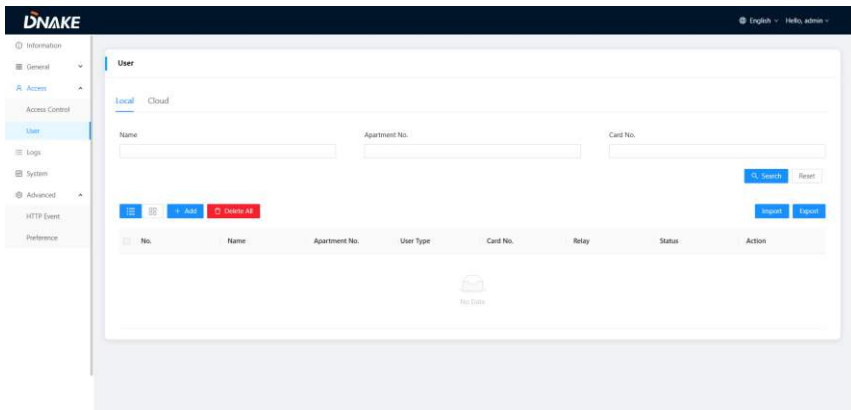 DNAKE
English Hello, admin
Information
General
Access
Access Control
User
Logs
System
Advanced
HTTP Event
Preference
User
Local Cloud
Name Apartment No. Card No.
Search Reset
+ Add Delete All Import Export
No. Name Apartment No. User Type Card No. Relay Status Action
No Data